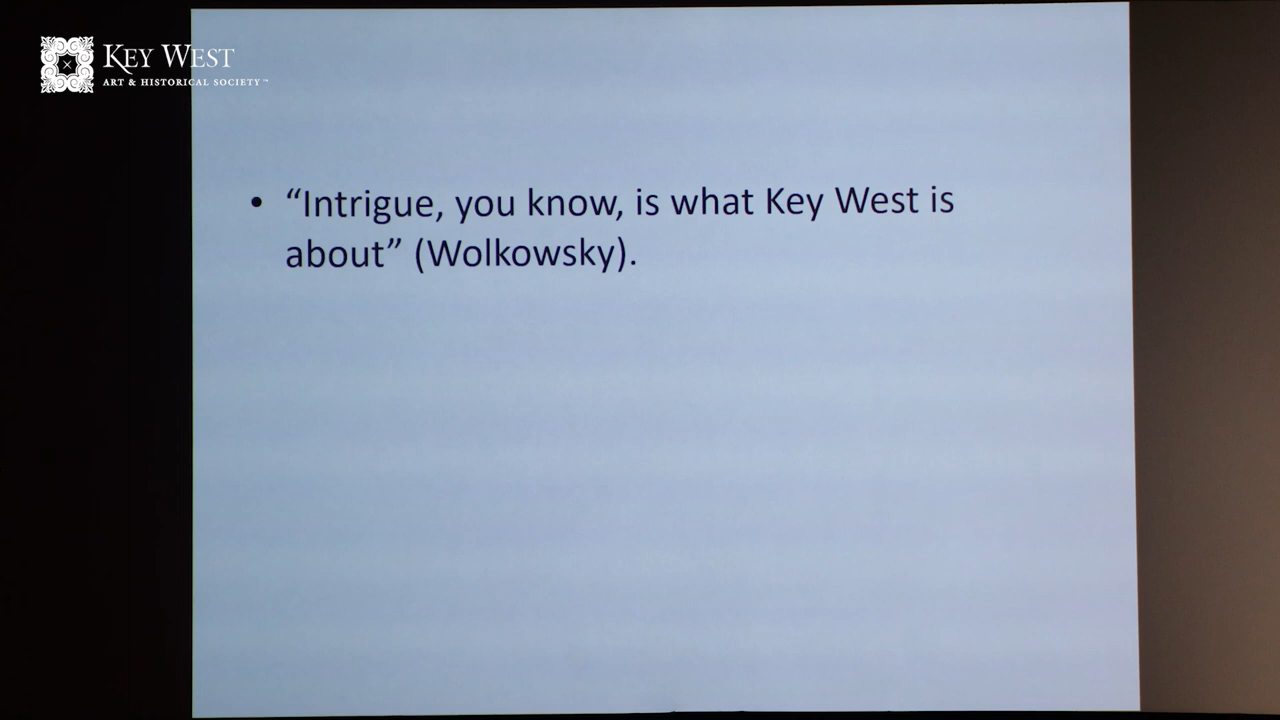 KEY WEST
ART & HISTORICAL SOCIETY™
• “Intrigue, you know, is what Key West is
about” (Wolkowsky).